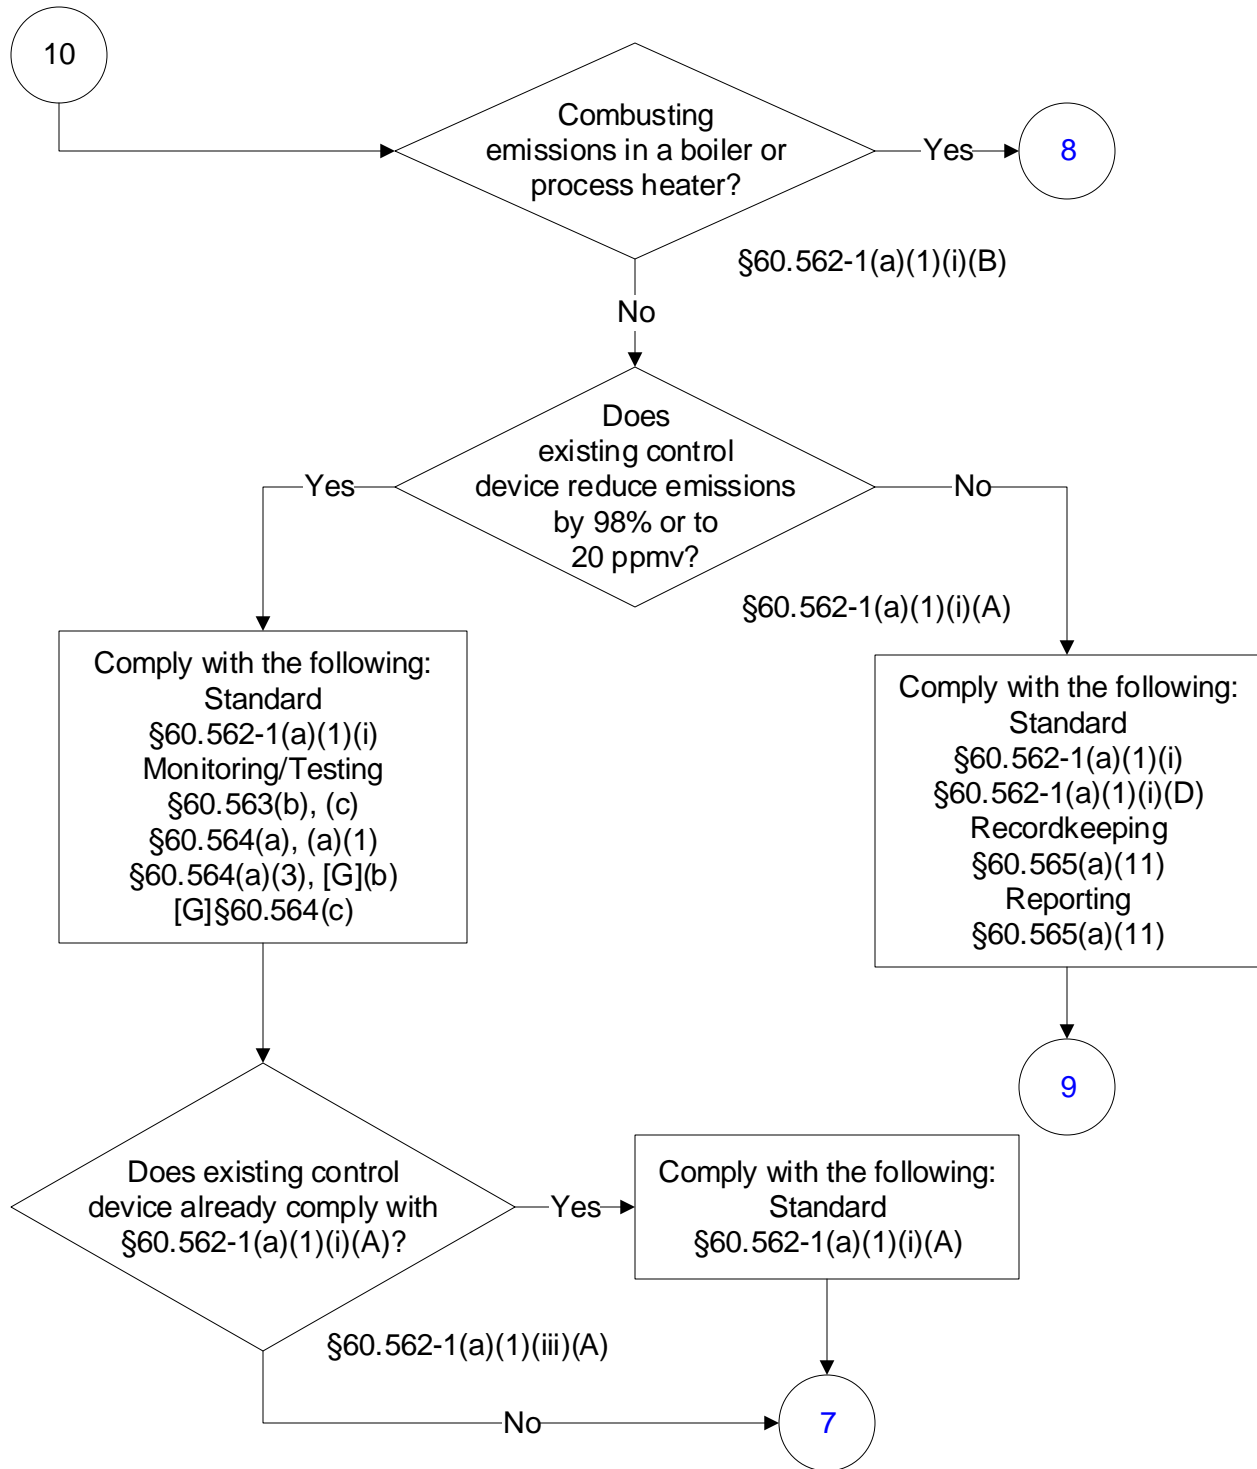 10
Combusting
emissions in a boiler or
process heater?
Yes
8
§60.562-1(a)(1)(i)(B)
No
Does
existing control
device reduce emissions
by 98% or to
20 ppmv?
Yes
No
§60.562-1(a)(1)(i)(A)
Comply with the following:
Standard
§60.562-1(a)(1)(i)
Monitoring/Testing
§60.563(b), (c)
§60.564(a), (a)(1)
§60.564(a)(3), [G](b)
[G]§60.564(c)
Comply with the following:
Standard
§60.562-1(a)(1)(i)
§60.562-1(a)(1)(i)(D)
Recordkeeping
§60.565(a)(11)
Reporting
§60.565(a)(11)
9
Does existing control
device already comply with
§60.562-1(a)(1)(i)(A)?
Yes
Comply with the following:
Standard
§60.562-1(a)(1)(i)(A)
§60.562-1(a)(1)(iii)(A)
No
7